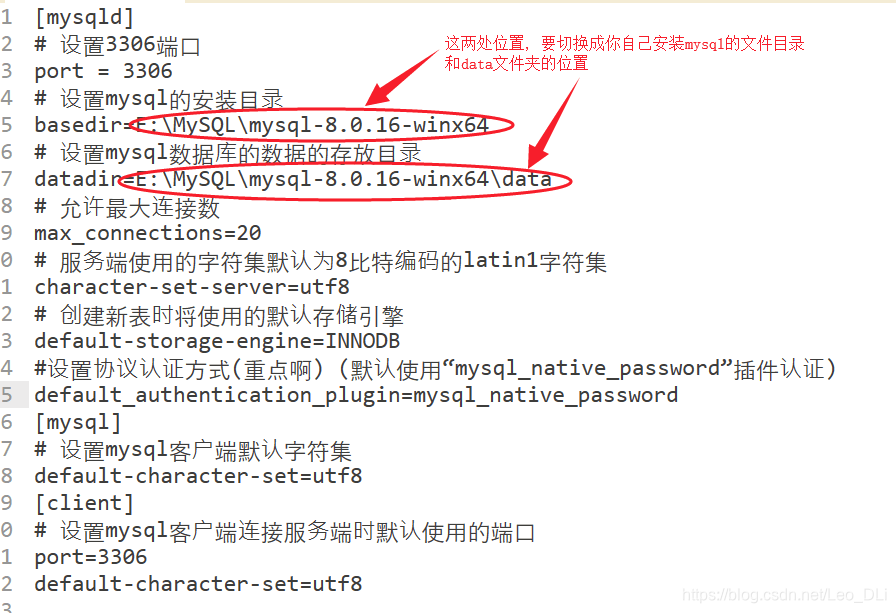 1 [mysqld]
2 # 设置3306端口
3 port = 3306
4 # 设置mysql的安装目录
5 basedir=E:\MySQL\mysql-8.0.16-winx64
6 # 设置mysql数据库的数据的存放目录
7 datadir=E:\MySQL\mysql-8.0.16-winx64\data
8 # 允许最大连接数
9 max_connections=20
0 # 服务端使用的字符集默认为8比特编码的latin1字符集
1 character-set-server=utf8
2 # 创建新表时将使用的默认存储引擎
3 default-storage-engine=INNODB
4 #设置协议认证方式(重点啊)(默认使用“mysql_native_password”插件认证)
5 default_authentication_plugin=mysql_native_password
6 [mysql]
7 # 设置mysql客户端默认字符集
8 default-character-set=utf8
9 [client]
0 # 设置mysql客户端连接服务端时默认使用的端口
1 port=3306
2 default-character-set=utf8
3
这两处位置，要切换成你自己安装mysql的文件目录
和data文件夹的位置
https://blog.csdn.net/Leo_DLi